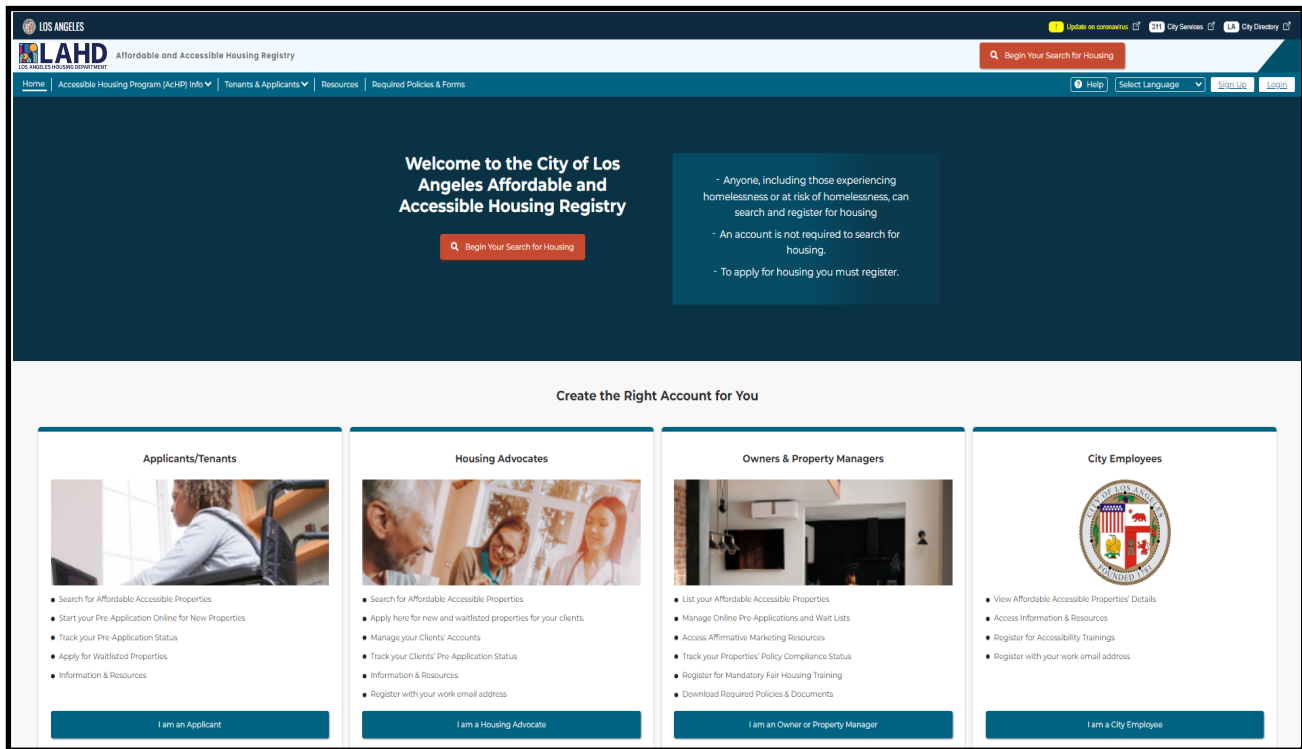 LOS ANGELES
! Update on coronavirus 311 City Services LA City Directory
LAHD
LOS ANGELES HOUSING DEPARTMENT
Affordable and Accessible Housing Registry
Begin Your Search for Housing
Home Accessible Housing Program (AcHP) Info Tenants & Applicants Resources Required Policies & Forms
? Help Select Language Sign Up Login
Welcome to the City of Los
Angeles Affordable and
Accessible Housing Registry
Begin Your Search for Housing
- Anyone, including those experiencing
homelessness or at risk of homelessness, can
search and register for housing
- An account is not required to search for
housing.
- To apply for housing you must register.
Create the Right Account for You
Applicants/Tenants
• Search for Affordable Accessible Properties
• Start your Pre-Application Online for New Properties
• Track your Pre-Application Status
• Apply for Waitlisted Properties
• Information & Resources
I am an Applicant
Housing Advocates
• Search for Affordable Accessible Properties
• Apply here for new and waitlisted properties for your clients.
• Manage your Clients' Accounts
• Track your Clients' Pre-Application Status
• Information & Resources
• Register with your work email address
I am a Housing Advocate
Owners & Property Managers
• List your Affordable Accessible Properties
• Manage Online Pre-Applications and Wait Lists
• Access Affirmative Marketing Resources
• Track your Properties' Policy Compliance Status
• Register for Mandatory Fair Housing Training
• Download Required Policies & Documents
I am an Owner or Property Manager
City Employees
CITY OF LOS ANGELES
FOUNDED 1781
• View Affordable Accessible Properties' Details
• Access Information & Resources
• Register for Accessibility Trainings
• Register with your work email address
I am a City Employee